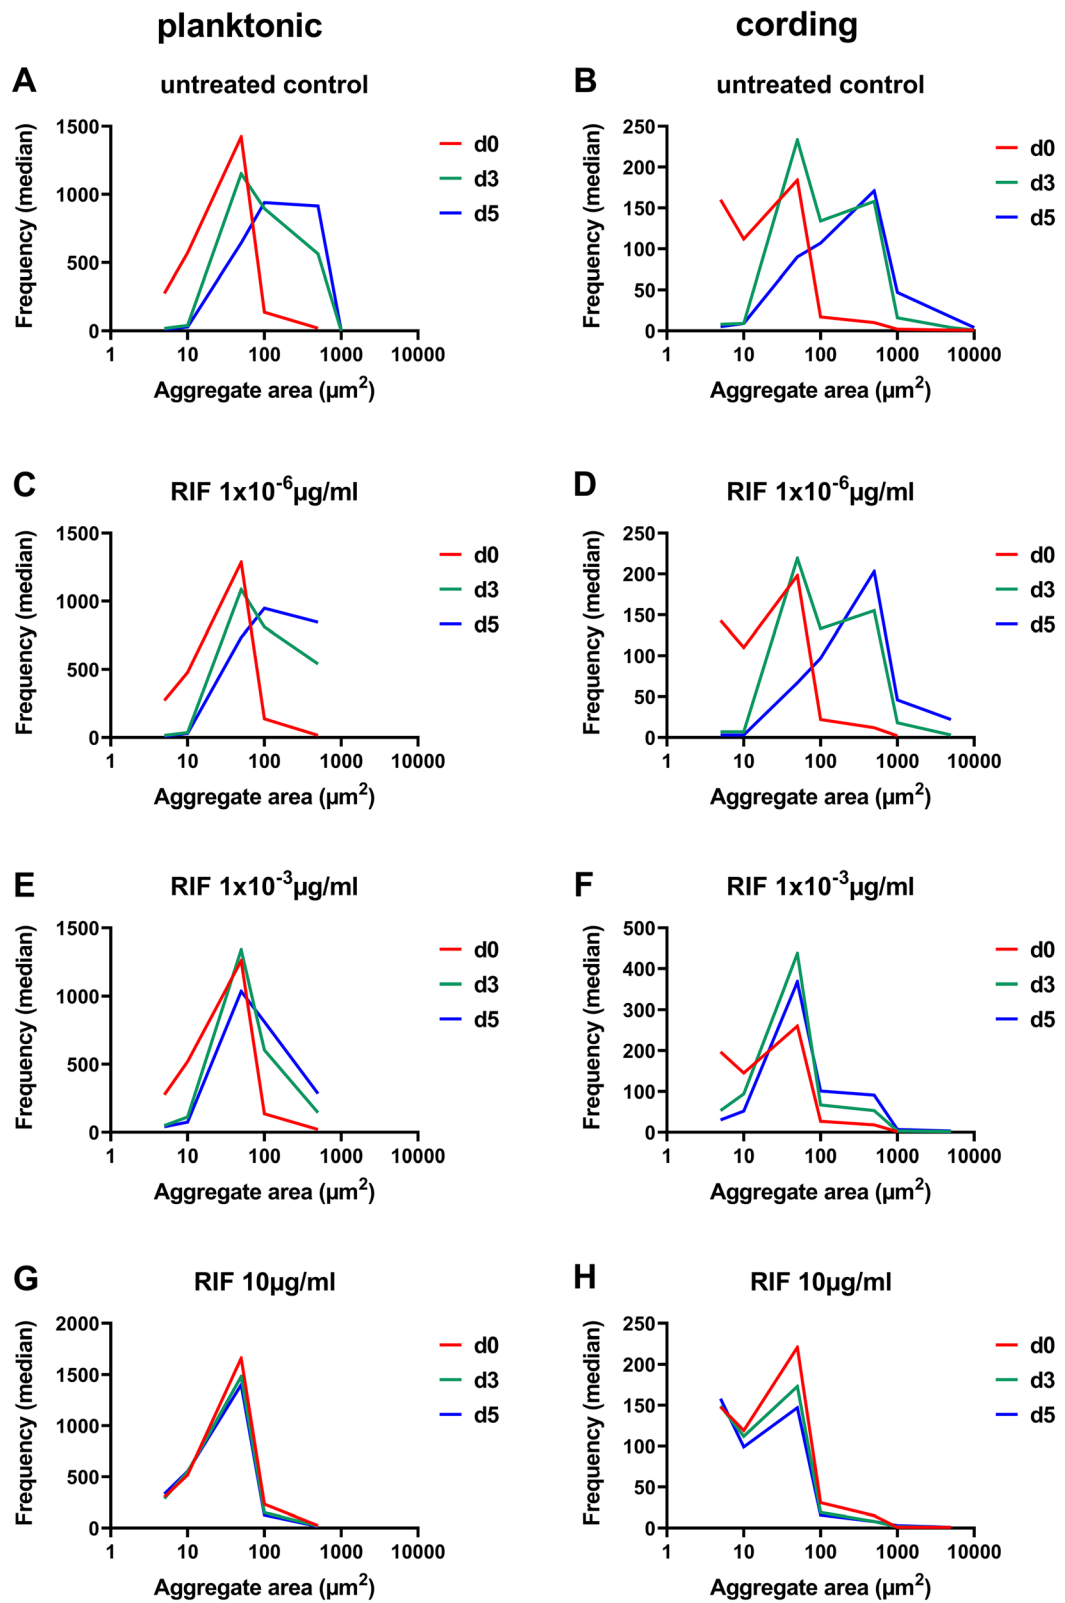 planktonic
cording
A
untreated control
Frequency (median)
1500
1000
500
0
1
10
100
1000
10000
Aggregate area (µm²)
d0
d3
d5
B
untreated control
Frequency (median)
250
200
150
100
50
0
1
10
100
1000
10000
Aggregate area (µm²)
d0
d3
d5
C
RIF 1x10⁻⁶µg/ml
Frequency (median)
1500
1000
500
0
1
10
100
1000
10000
Aggregate area (µm²)
d0
d3
d5
D
RIF 1x10⁻⁶µg/ml
Frequency (median)
250
200
150
100
50
0
1
10
100
1000
10000
Aggregate area (µm²)
d0
d3
d5
E
RIF 1x10⁻³µg/ml
Frequency (median)
1500
1000
500
0
1
10
100
1000
10000
Aggregate area (µm²)
d0
d3
d5
F
RIF 1x10⁻³µg/ml
Frequency (median)
500
400
300
200
100
0
1
10
100
1000
10000
Aggregate area (µm²)
d0
d3
d5
G
RIF 10µg/ml
Frequency (median)
2000
1500
1000
500
0
1
10
100
1000
10000
Aggregate area (µm²)
d0
d3
d5
H
RIF 10µg/ml
Frequency (median)
250
200
150
100
50
0
1
10
100
1000
10000
Aggregate area (µm²)
d0
d3
d5